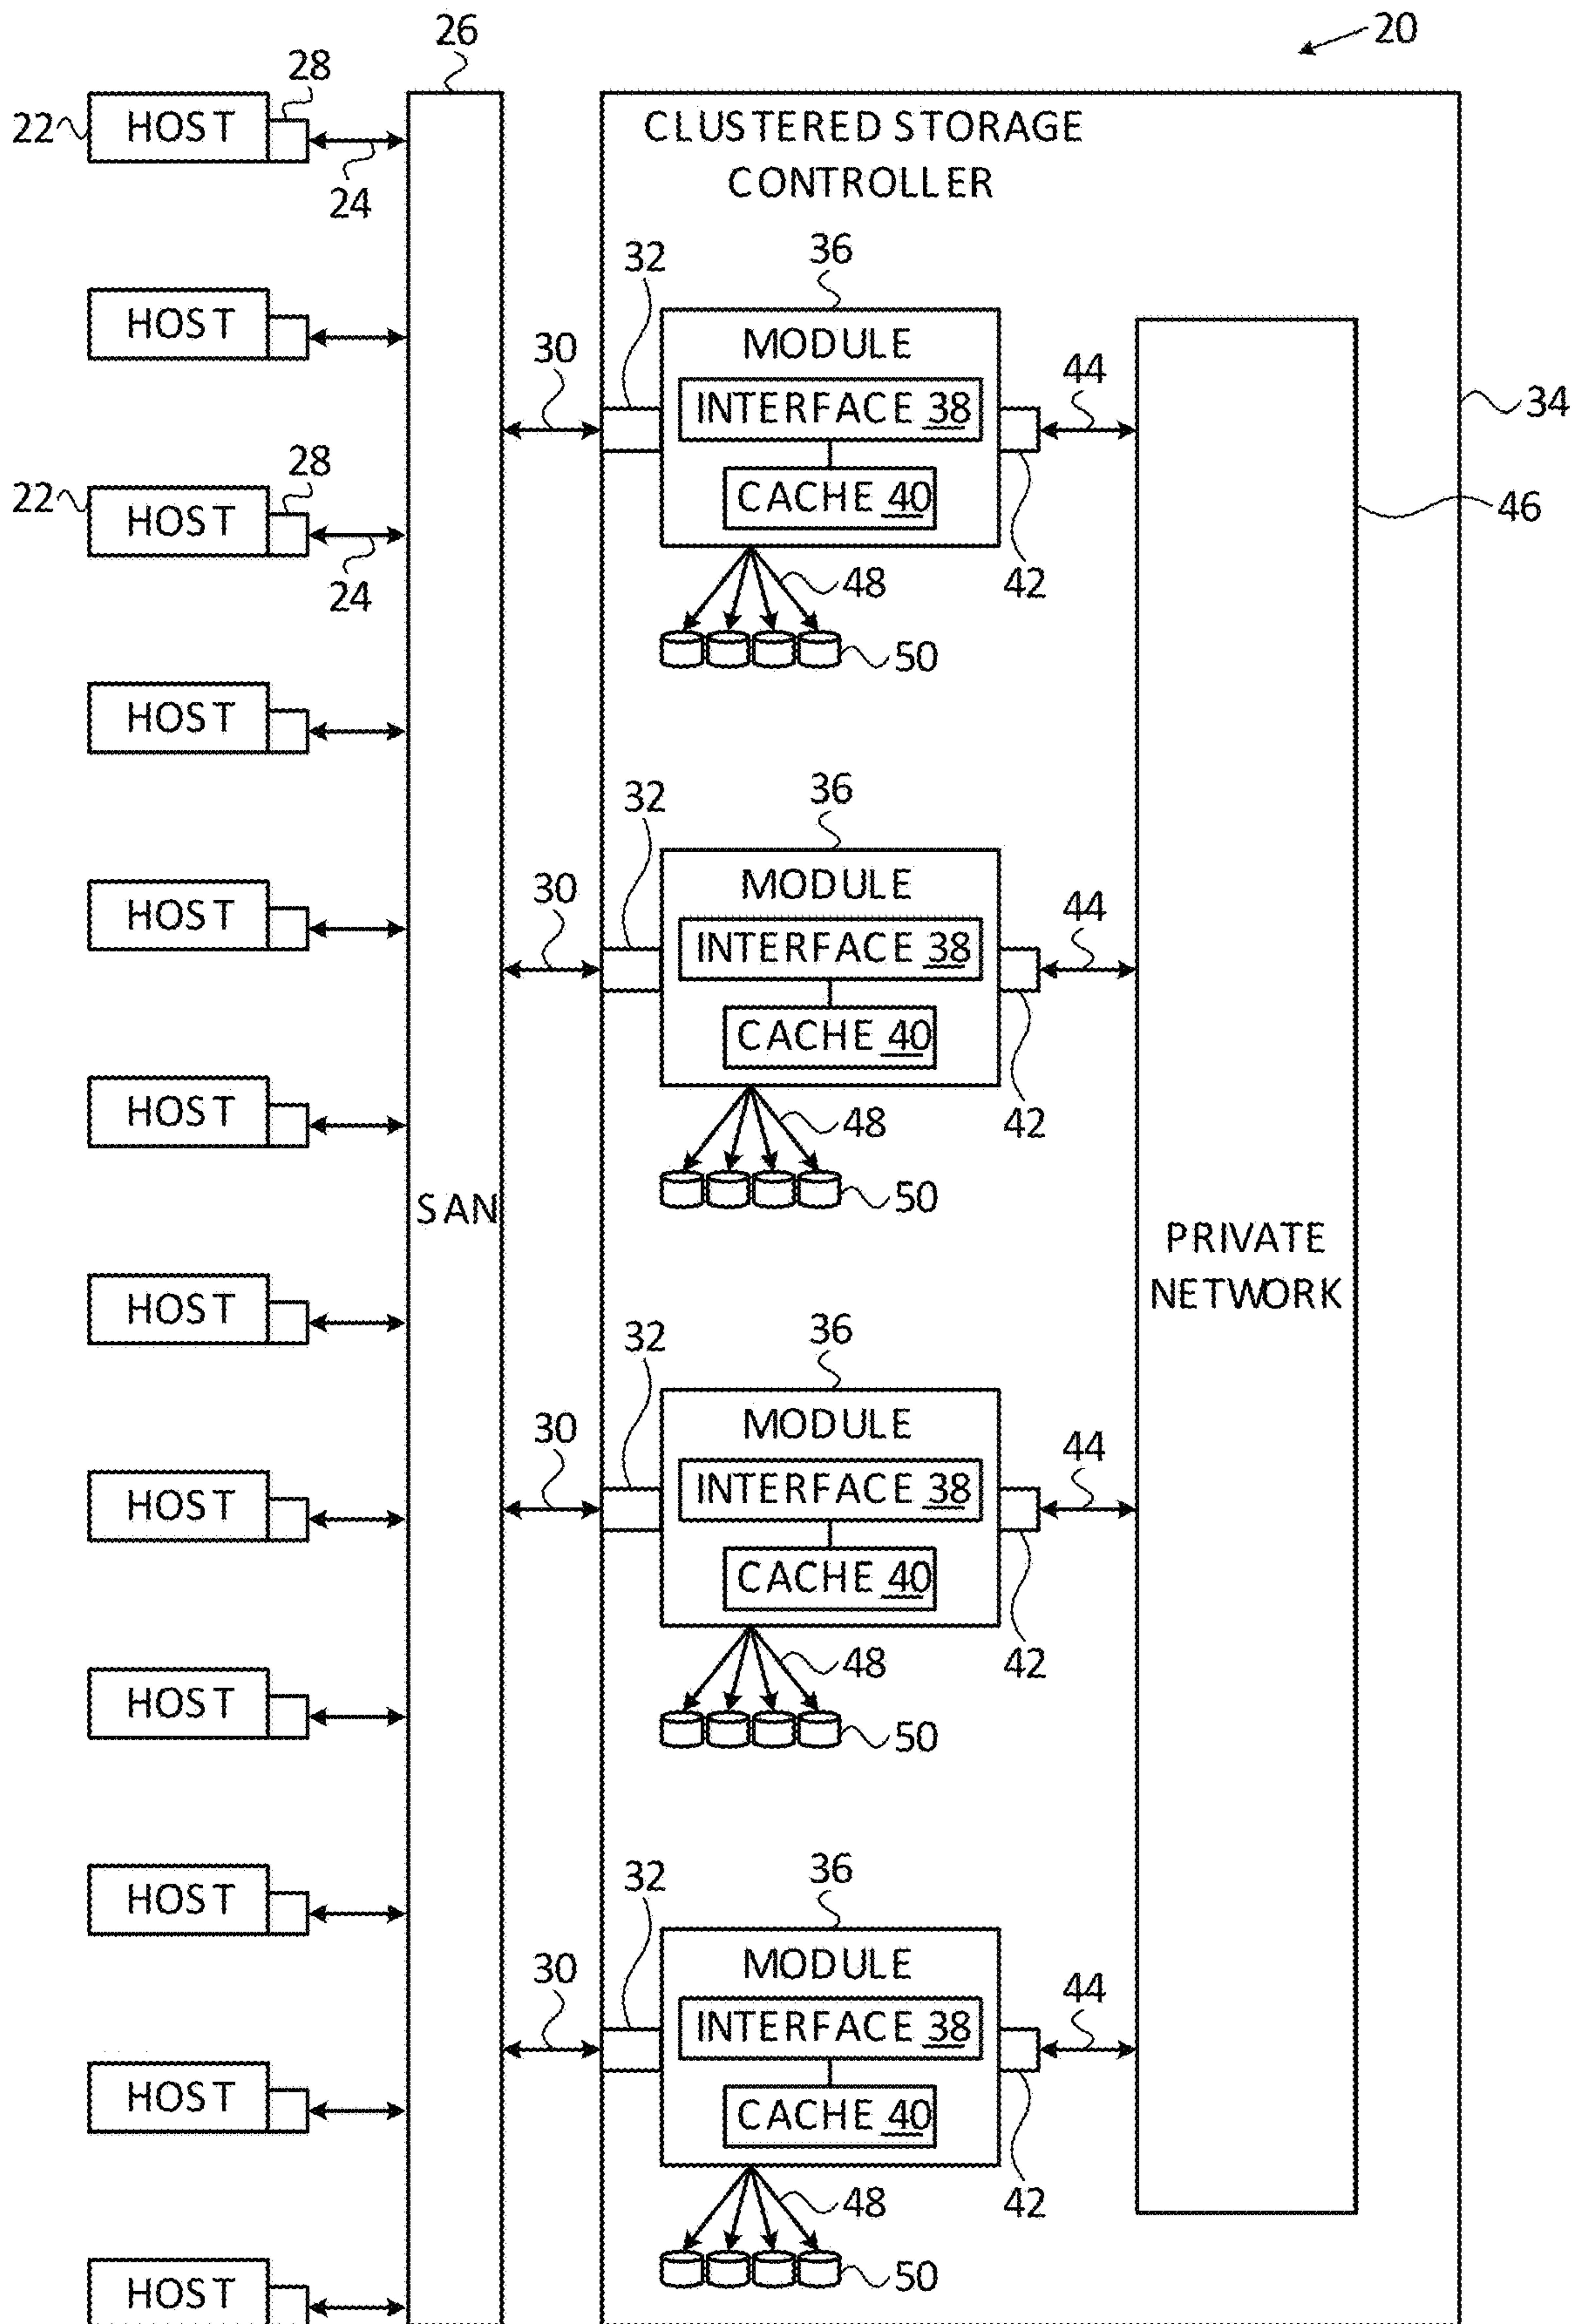 20
26
28
22 HOST
24
CLUSTERED STORAGE
CONTROLLER
32
36
HOST
30
MODULE
INTERFACE 38
CACHE 40
44
34
46
42
28
22 HOST
24
48
50
HOST
32
36
HOST
30
MODULE
INTERFACE 38
CACHE 40
44
42
HOST
48
50
SAN
PRIVATE
NETWORK
HOST
32
36
30
MODULE
INTERFACE 38
CACHE 40
44
42
HOST
HOST
48
50
HOST
32
36
30
MODULE
INTERFACE 38
CACHE 40
44
42
HOST
48
50
HOST